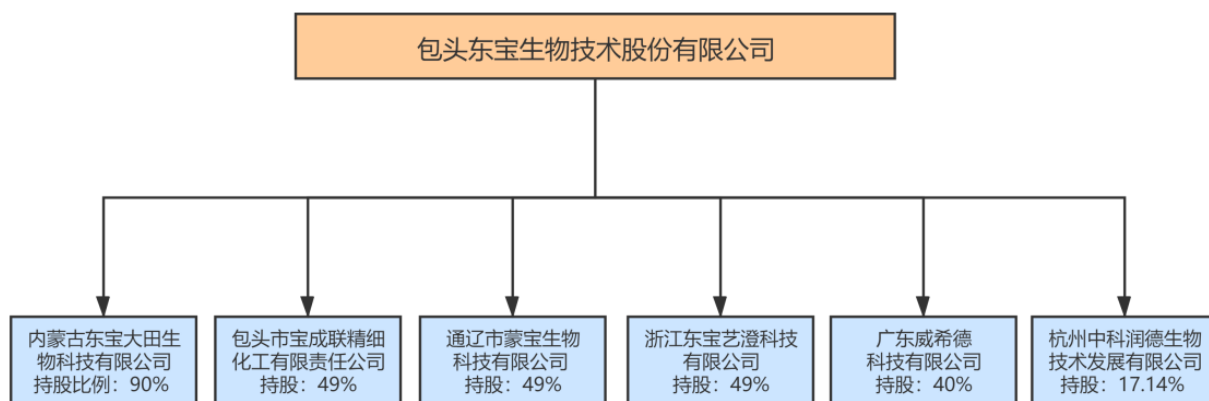 包头东宝生物技术股份有限公司
内蒙古东宝大田生
物科技有限公司
持股比例：90%
包头市宝成联精细
化工有限责任公司
持股：49%
通辽市蒙宝生物
科技有限公司
持股：49%
浙江东宝艺澄科技
有限公司
持股：49%
广东威希德
科技有限公司
持股：40%
杭州中科润德生物
技术发展有限公司
持股：17.14%